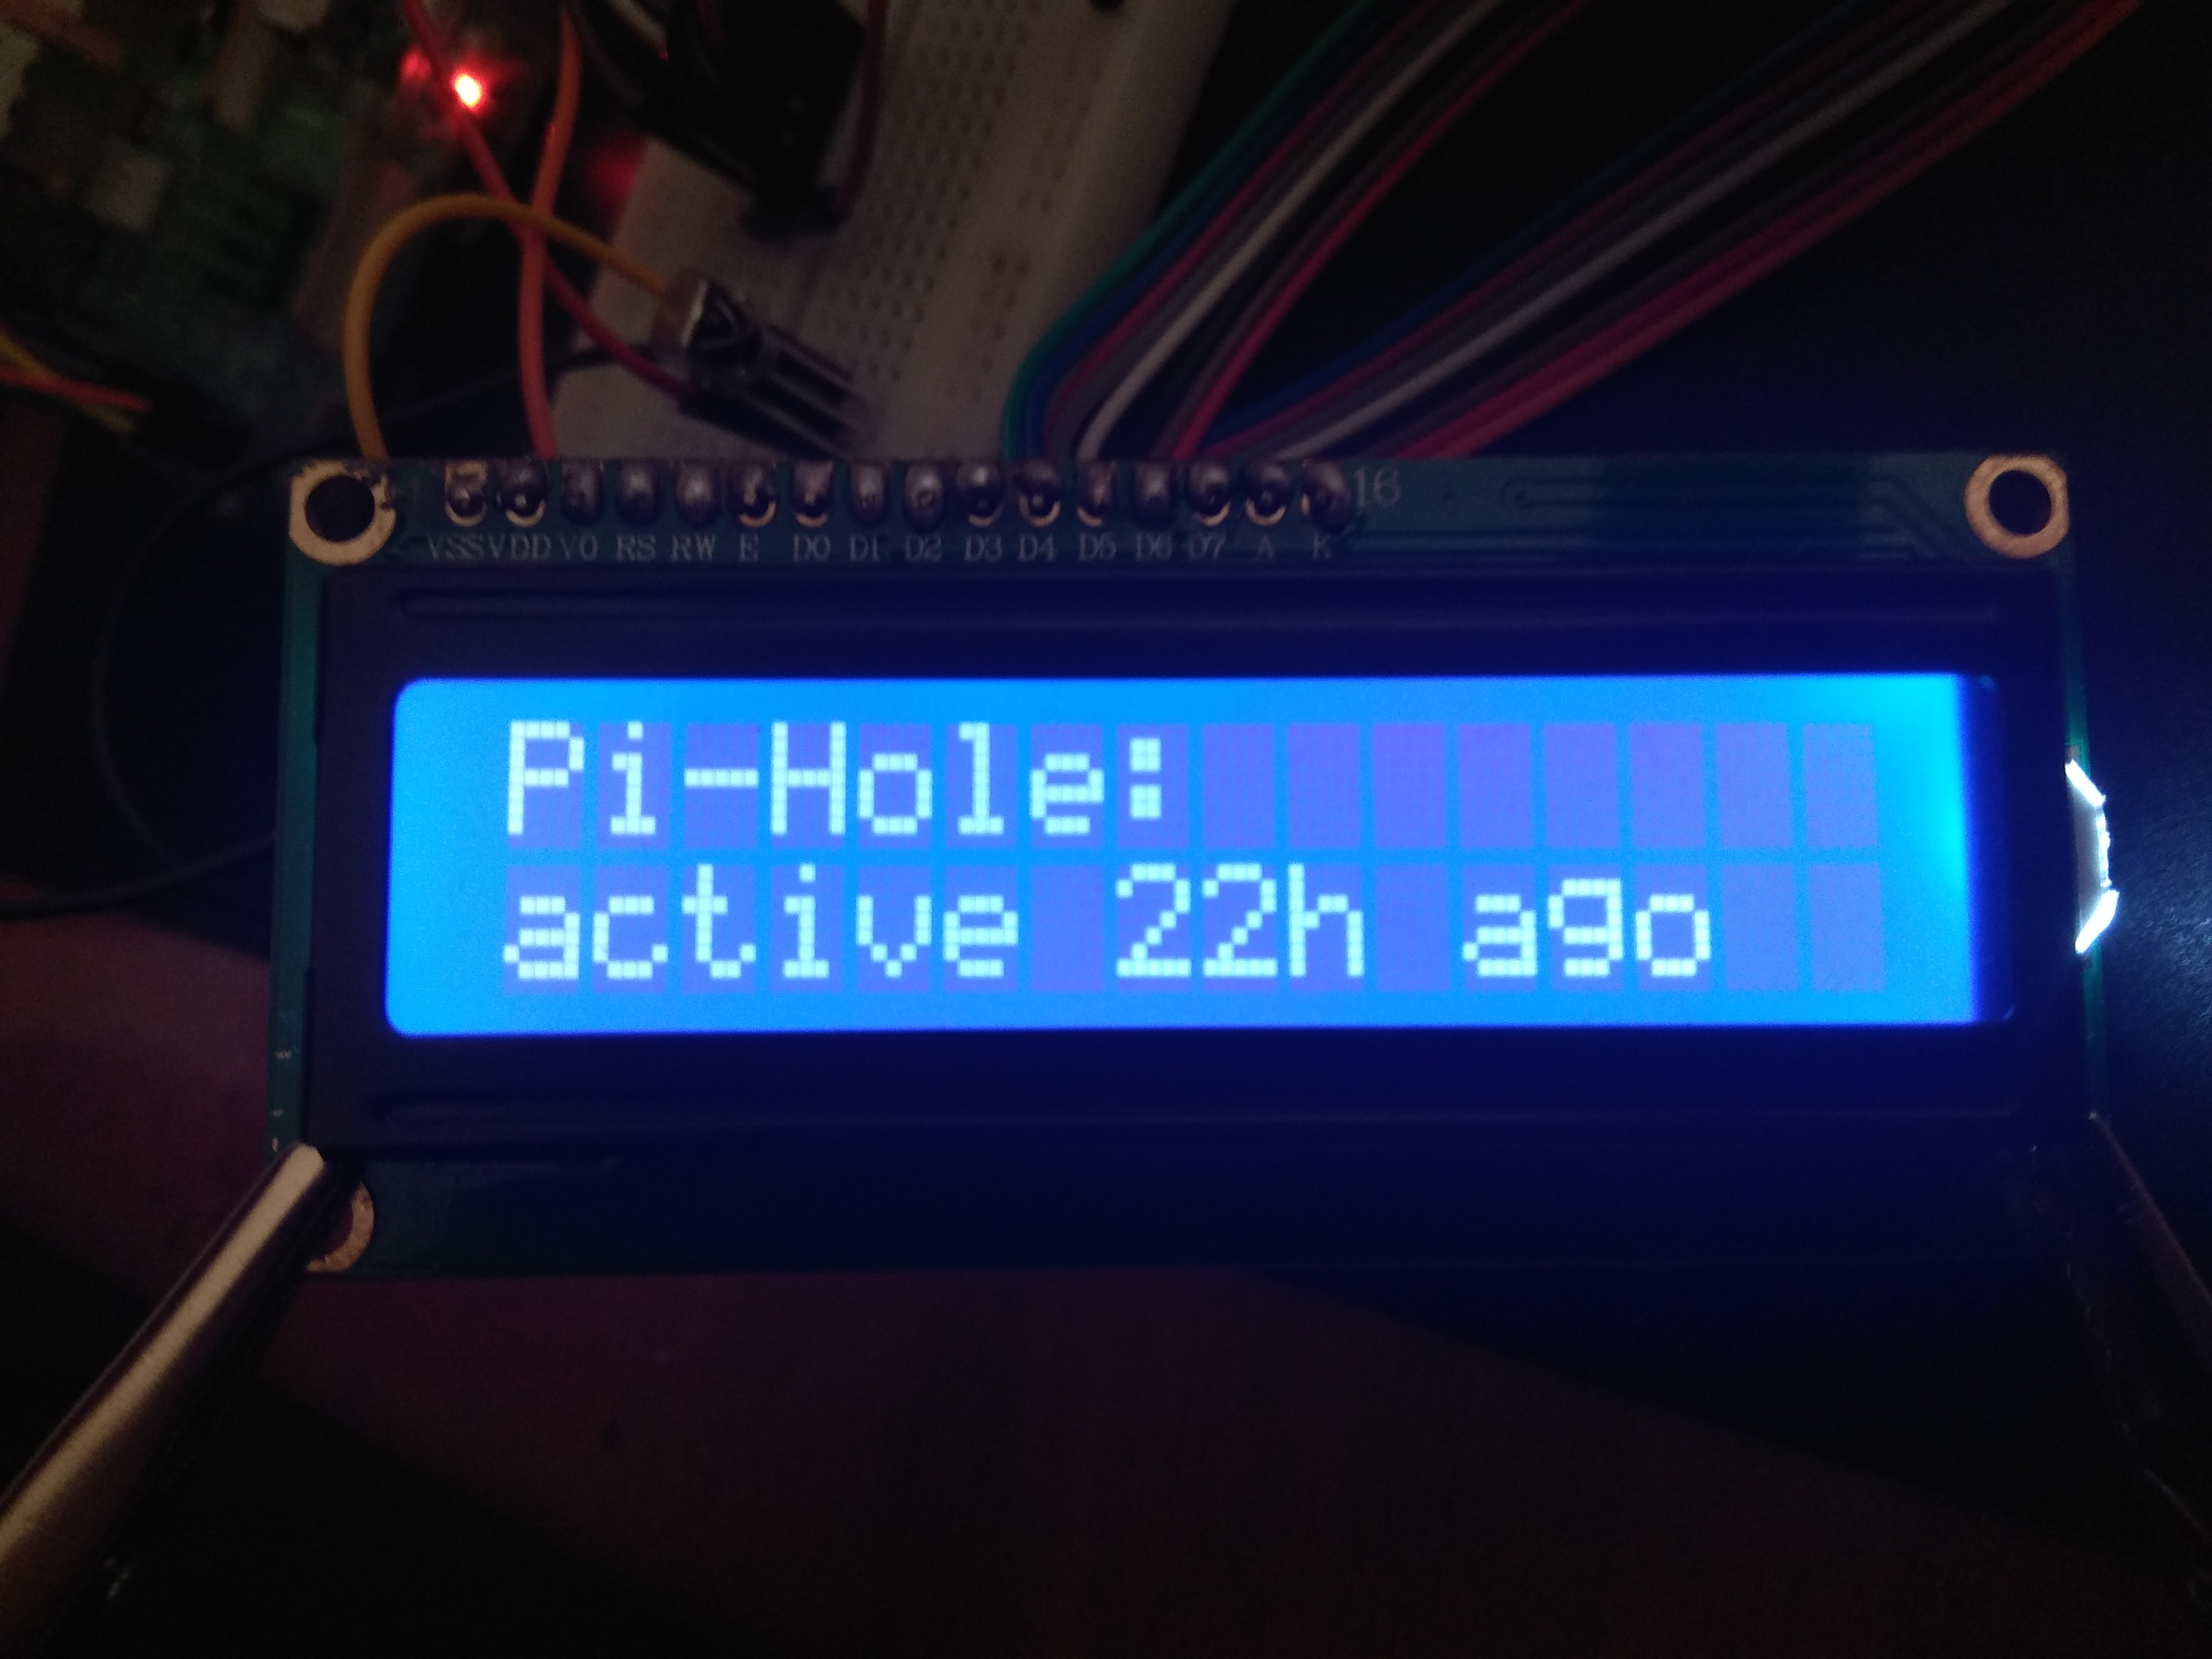 16
VSS VDD V0 RS RW E D0 D1 D2 D3 D4 D5 D6 D7 A K
Pi-Hole:
active 22h ago